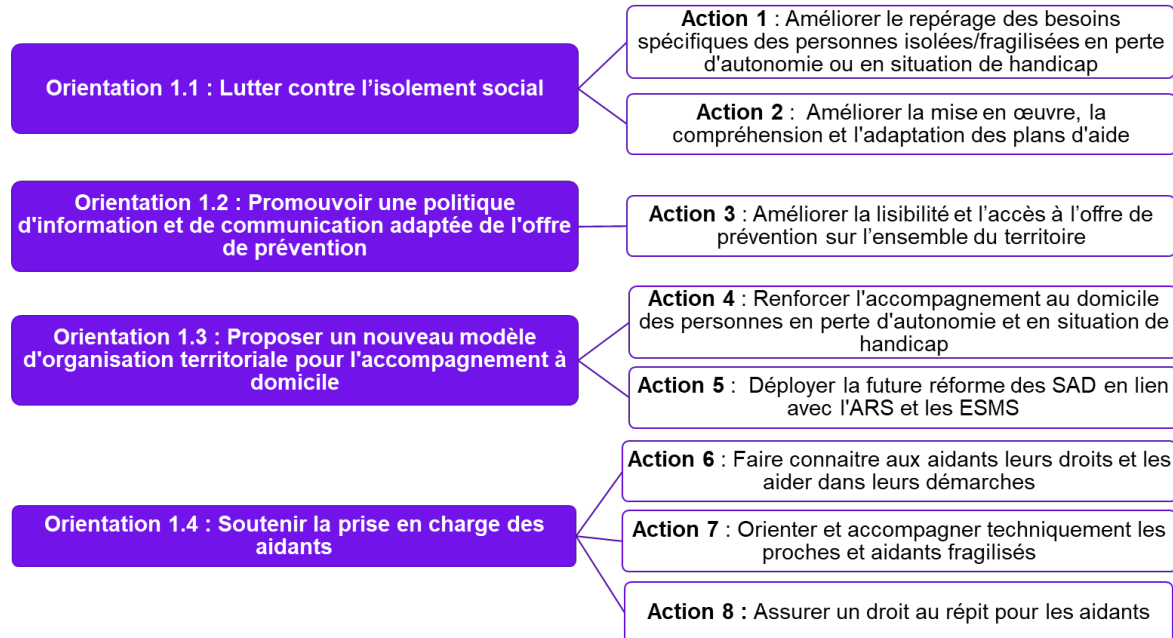 Orientation 1.1 : Lutter contre l’isolement social
Action 1 : Améliorer le repérage des besoins
spécifiques des personnes isolées/fragilisées en perte
d'autonomie ou en situation de handicap
Action 2 : Améliorer la mise en œuvre, la
compréhension et l'adaptation des plans d'aide
Orientation 1.2 : Promouvoir une politique
d'information et de communication adaptée de l'offre
de prévention
Action 3 : Améliorer la lisibilité et l’accès à l’offre de
prévention sur l’ensemble du territoire
Orientation 1.3 : Proposer un nouveau modèle
d'organisation territoriale pour l'accompagnement à
domicile
Action 4 : Renforcer l'accompagnement au domicile
des personnes en perte d'autonomie et en situation de
handicap
Action 5 : Déployer la future réforme des SAD en lien
avec l'ARS et les ESMS
Orientation 1.4 : Soutenir la prise en charge des
aidants
Action 6 : Faire connaitre aux aidants leurs droits et les
aider dans leurs démarches
Action 7 : Orienter et accompagner techniquement les
proches et aidants fragilisés
Action 8 : Assurer un droit au répit pour les aidants